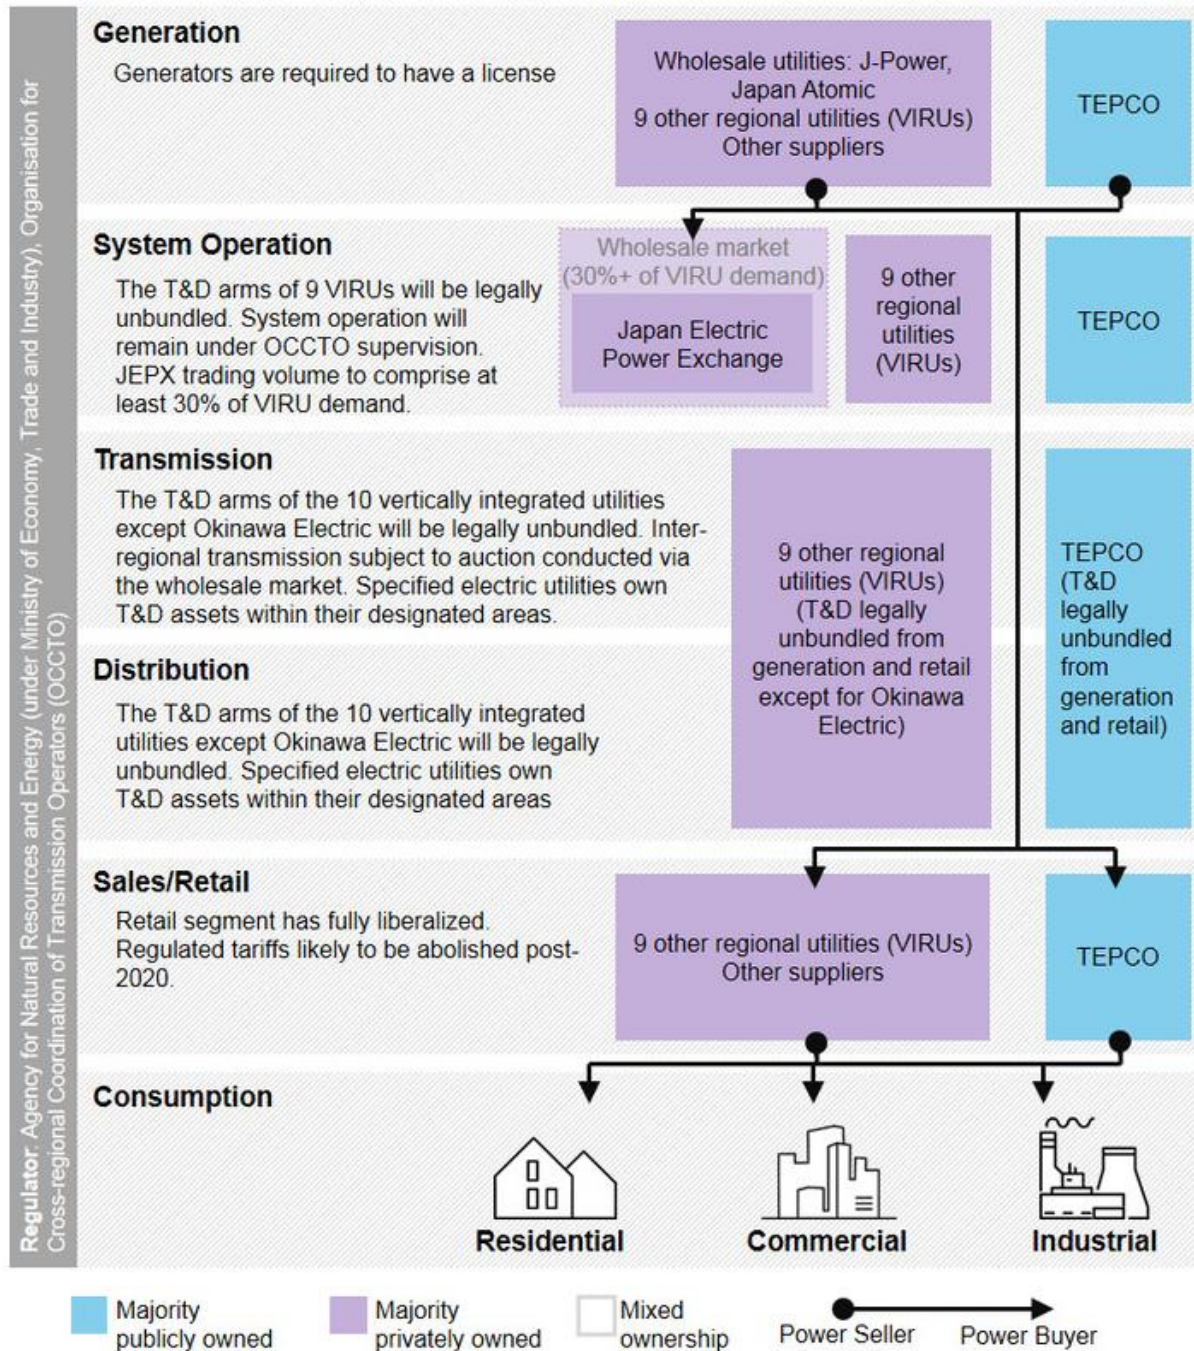 Regulator: Agency for Natural Resources and Energy (under Ministry of Economy, Trade and Industry), Organisation for
Cross-regional Coordination of Transmission Operators (OCCTO)
Generation
Generators are required to have a license
Wholesale utilities: J-Power,
Japan Atomic
9 other regional utilities (VIRUs)
Other suppliers
TEPCO
System Operation
The T&D arms of 9 VIRUs will be legally
unbundled. System operation will
remain under OCCTO supervision.
JEPX trading volume to comprise at
least 30% of VIRU demand.
Wholesale market
(30%+ of VIRU demand)
Japan Electric
Power Exchange
9 other
regional
utilities
(VIRUs)
TEPCO
Transmission
The T&D arms of the 10 vertically integrated utilities
except Okinawa Electric will be legally unbundled. Inter-
regional transmission subject to auction conducted via
the wholesale market. Specified electric utilities own
T&D assets within their designated areas.
Distribution
The T&D arms of the 10 vertically integrated
utilities except Okinawa Electric will be legally
unbundled. Specified electric utilities own
T&D assets within their designated areas
9 other regional
utilities (VIRUs)
(T&D legally
unbundled from
generation and retail
except for Okinawa
Electric)
TEPCO
(T&D
legally
unbundled
from
generation
and retail)
Sales/Retail
Retail segment has fully liberalized.
Regulated tariffs likely to be abolished post-
2020.
9 other regional utilities (VIRUs)
Other suppliers
TEPCO
Consumption
Residential
Commercial
Industrial
Majority
publicly owned
Majority
privately owned
Mixed
ownership
Power Seller
Power Buyer